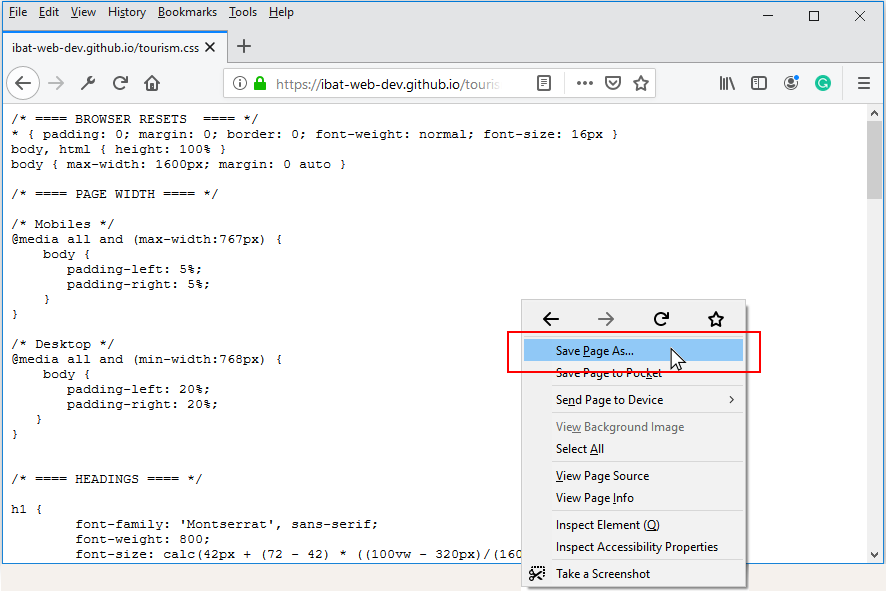 File Edit View History Bookmarks Tools Help
ibat-web-dev.github.io/tourism.css
https://ibat-web-dev.github.io/touris
/* ==== BROWSER RESETS  ==== */
* { padding: 0; margin: 0; border: 0; font-weight: normal; font-size: 16px }
body, html { height: 100% }
body { max-width: 1600px; margin: 0 auto }
/* ==== PAGE WIDTH ==== */
/* Mobiles */
@media all and (max-width:767px) {
body {
padding-left: 5%;
padding-right: 5%;
}
}
/* Desktop */
@media all and (min-width:768px) {
body {
padding-left: 20%;
padding-right: 20%;
}
}
/* ==== HEADINGS ==== */
h1 {
font-family: 'Montserrat', sans-serif;
font-weight: 800;
font-size: calc(42px + (72 - 42) * ((100vw - 320px)/(160
Save Page As...
Save Page to Pocket
Send Page to Device
View Background Image
Select All
View Page Source
View Page Info
Inspect Element (Q)
Inspect Accessibility Properties
Take a Screenshot